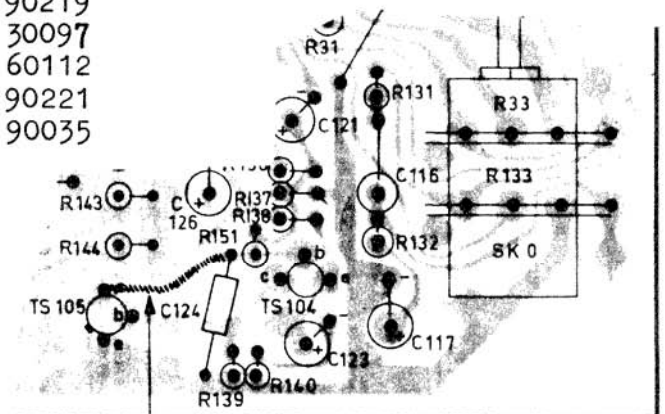 90219
30097
60112
90221
90035
R31
R131
R33
C121
+
-
C116
R133
R137
R138
R143
C
126
+
R151
R132
R144
b
SK 0
c
e
TS 105
b
C124
TS 104
-
-
C117
+
e
C123
+
R139
R140